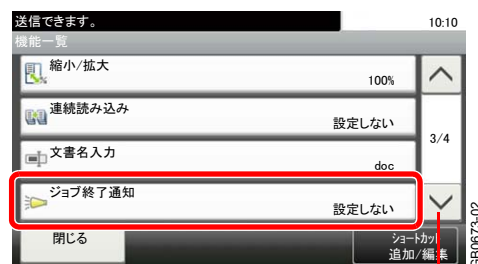 送信できます。
10:10
機能一覧
縮小/拡大
100%
連続読み込み
設定しない
3/4
文書名入力
doc
ジョブ終了通知
設定しない
閉じる
ショートカット
追加/編集
GB0673-02